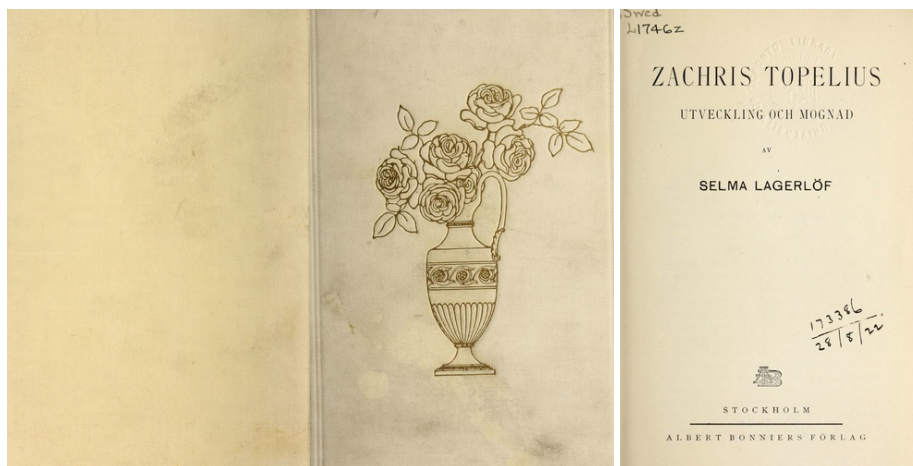 Swed
L1746z
ZACHRIS TOPELIUS
UTVECKLING OCH MOGNAD
AV
SELMA LAGERLÖF
173386
28/8/22
STOCKHOLM
ALBERT BONNIERS FÖRLAG